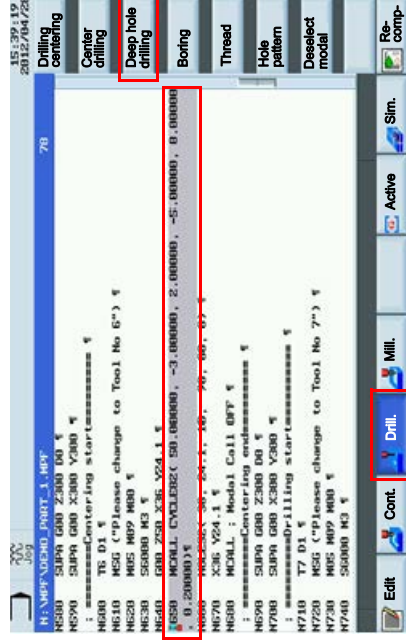 15:39:19
2012/04/20
Jog
N:\MPF\DEMO_PART_1.MPF 70
N580 SUPA G00 Z300 D0 ¶
N590 SUPA G00 X300 Y300 ¶
; =======Centering start======== ¶
N600 T6 D1 ¶
N610 MSG ("Please change to Tool No 6") ¶
N620 M05 M09 M00 ¶
N630 S6000 M3 ¶
N640 G00 Z50 X36 Y24.1 ¶
N650 MCALL CYCLE82( 50.00000, -3.00000, 2.00000, -5.00000, 0.00000
, 0.20000)¶
N670 X36 Y24.1 ¶
N680 MCALL ; Modal Call OFF ¶
; =======Centering end======== ¶
N690 SUPA G00 Z300 D0 ¶
N700 SUPA G00 X300 Y300 ¶
; =======Drilling start======== ¶
N710 T7 D1 ¶
N720 MSG ("Please change to Tool No 7") ¶
N730 M05 M09 M00 ¶
N740 S6000 M3 ¶
Drilling
centering
Center
drilling
Deep hole
drilling
Boring
Thread
Hole
pattern
Deselect
modal
Edit
Cont.
Drill.
Mill.
Active
Sim.
Re-
comp-